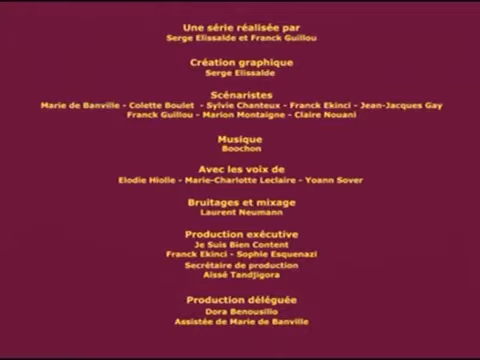 Une série réalisée par
Serge Elissalde et Franck Guillou
Création graphique
Serge Elissalde
Scénaristes
Marie de Banville - Colette Boulet - Sylvie Chanteux - Franck Ekinci - Jean-Jacques Gay
Franck Guillou - Marion Montaigne - Claire Nouani
Musique
Boochon
Avec les voix de
Elodie Hiolle - Marie-Charlotte Leclaire - Yoann Sover
Bruitages et mixage
Laurent Neumann
Production exécutive
Je Suis Bien Content
Franck Ekinci - Sophie Esquenazi
Secrétaire de production
Aïssé Tandjigora
Production déléguée
Dora Benousilio
Assistée de Marie de Banville